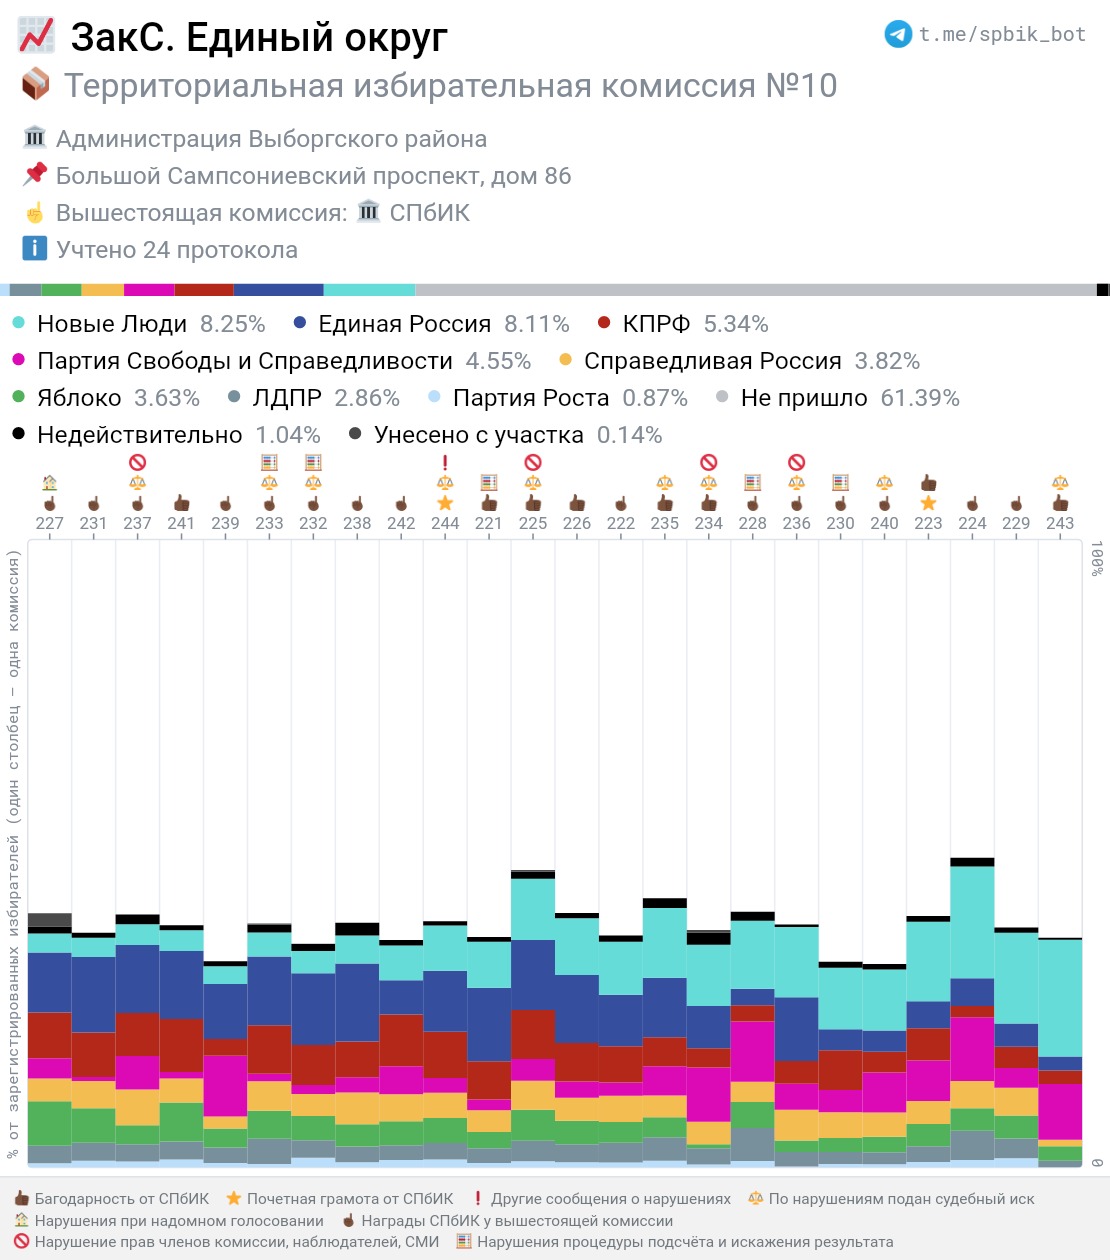 ЗакС. Единый округ
t.me/spbik_bot
Территориальная избирательная комиссия №10
Администрация Выборгского района
Большой Сампсониевский проспект, дом 86
Вышестоящая комиссия: СПбИК
Учтено 24 протокола
Новые Люди 8.25% Единая Россия 8.11% КПРФ 5.34%
Партия Свободы и Справедливости 4.55% Справедливая Россия 3.82%
Яблоко 3.63% ЛДПР 2.86% Партия Роста 0.87% Не пришло 61.39%
Недействительно 1.04% Унесено с участка 0.14%
227 231 237 241 239 233 232 238 242 244 221 225 226 222 235 234 228 236 230 240 223 224 229 243
% от зарегистрированных избирателей (один столбец — одна комиссия)
100%
0
Багодарность от СПбИК Почетная грамота от СПбИК Другие сообщения о нарушениях По нарушениям подан судебный иск
Нарушения при надомном голосовании Награды СПбИК у вышестоящей комиссии
Нарушение прав членов комиссии, наблюдателей, СМИ Нарушения процедуры подсчёта и искажения результата